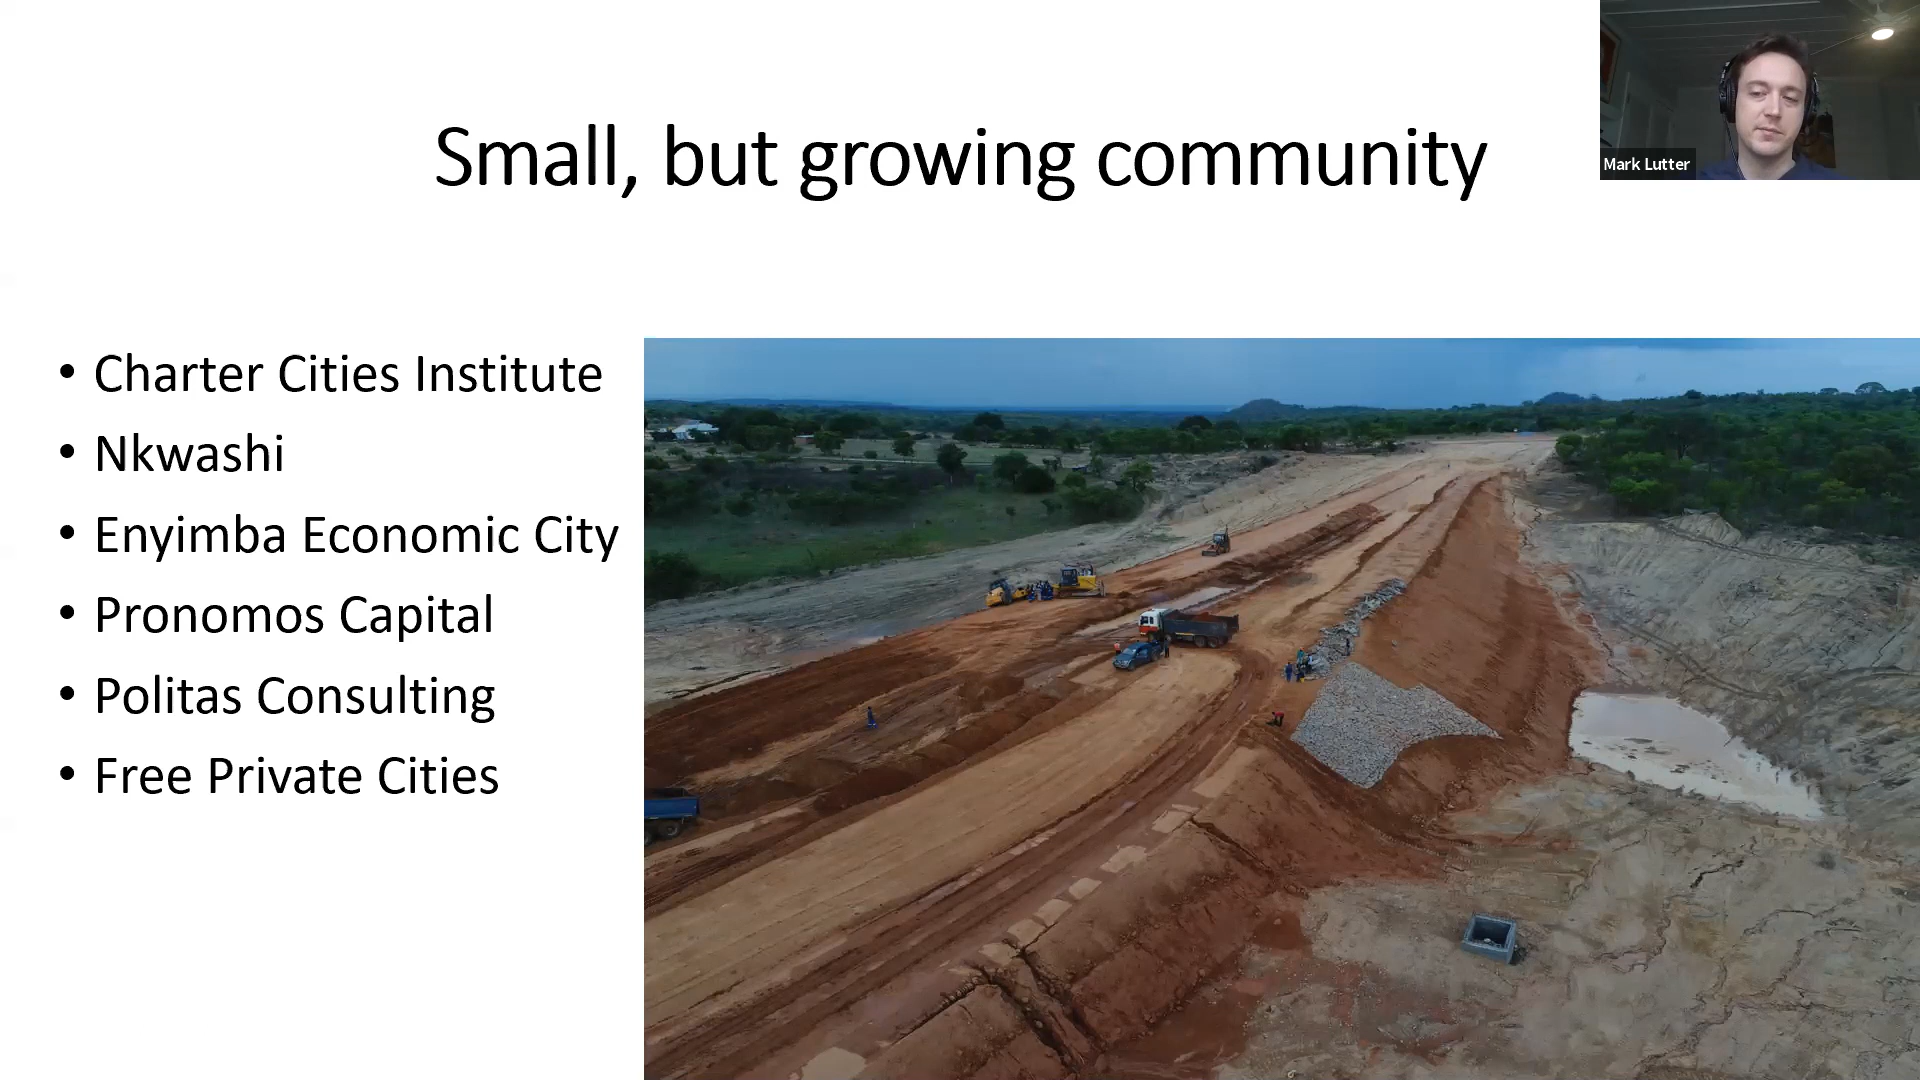 Small, but growing community
Mark Lutter
• Charter Cities Institute
• Nkwashi
• Enyimba Economic City
• Pronomos Capital
• Politas Consulting
• Free Private Cities